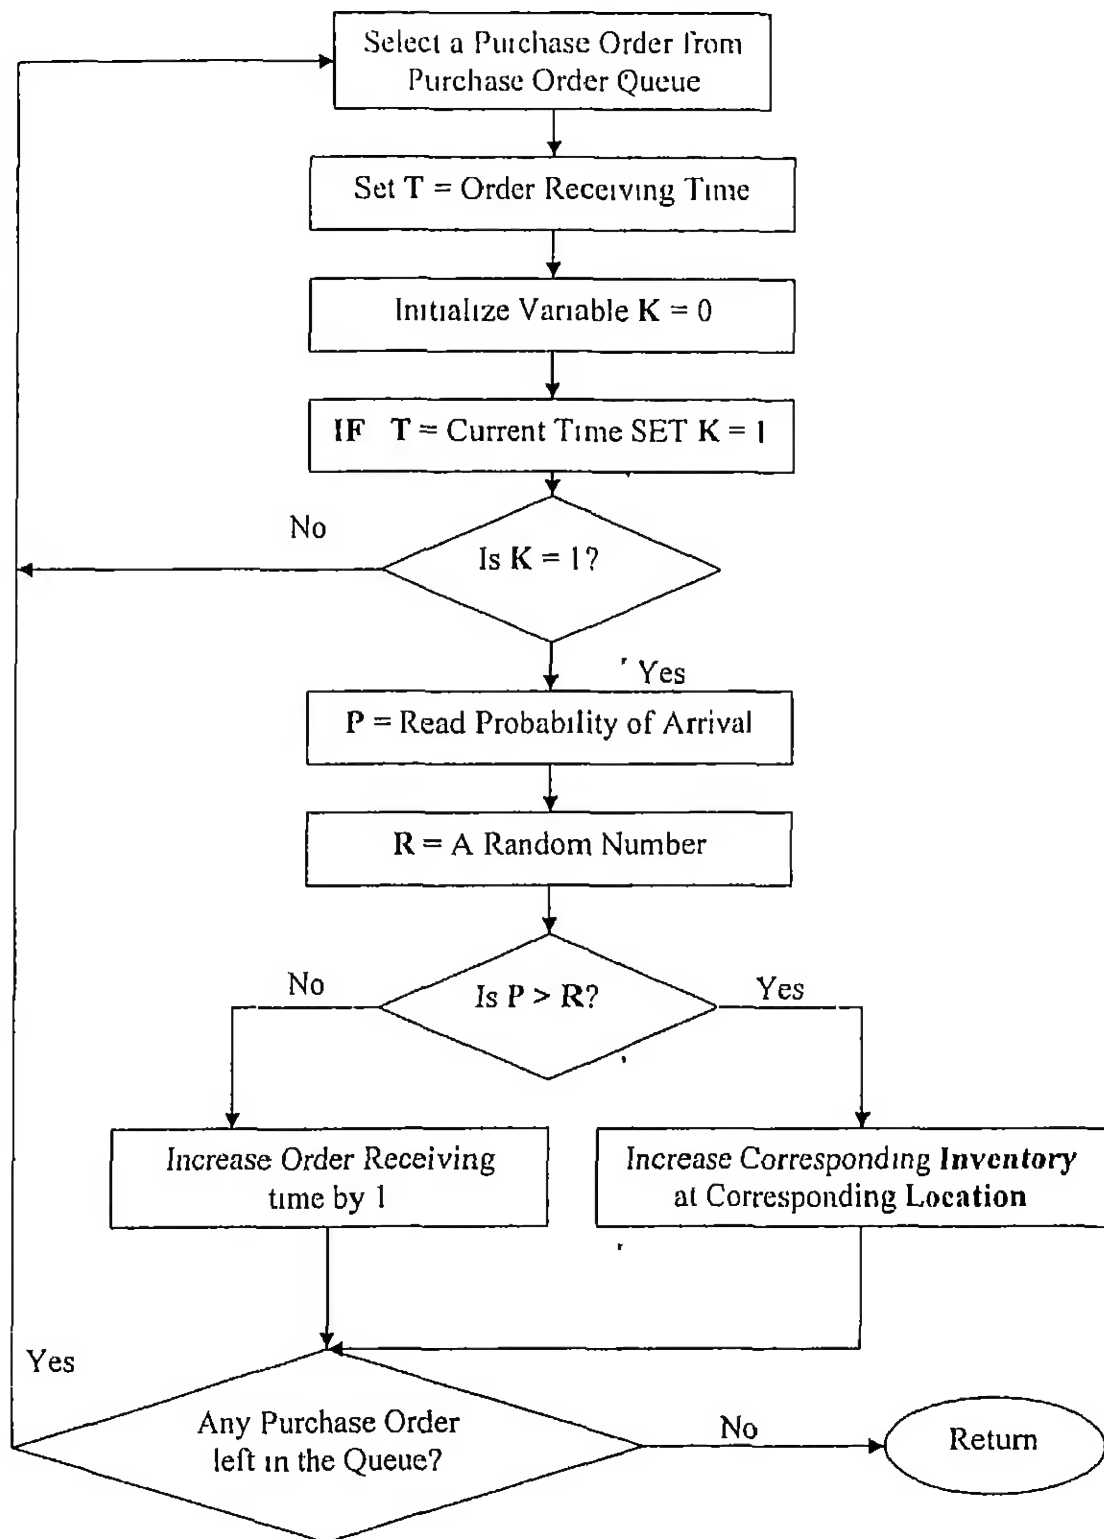 Select a Purchase Order from
Purchase Order Queue
Set T = Order Receiving Time
Initialize Variable K = 0
IF T = Current Time SET K = 1
No
Is K = 1?
Yes
P = Read Probability of Arrival
R = A Random Number
No
Is P > R?
Yes
Increase Order Receiving
time by 1
Increase Corresponding Inventory
at Corresponding Location
Yes
Any Purchase Order
left in the Queue?
No
Return